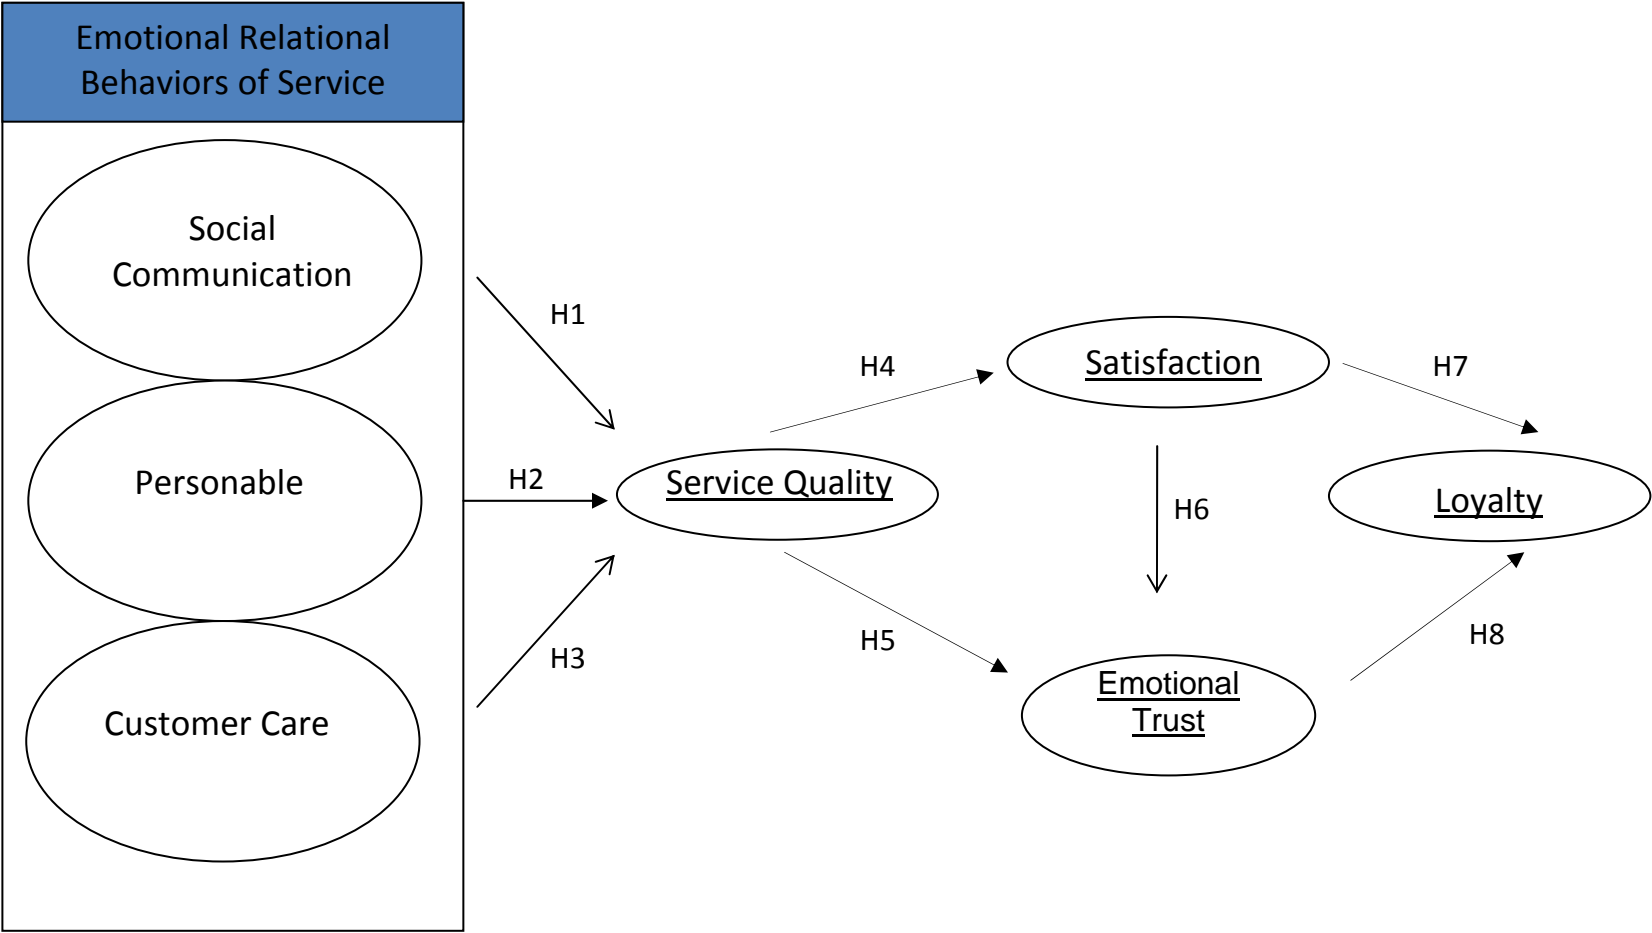 Emotional Relational
Behaviors of Service
Social
Communication
H1
Satisfaction
H4
H7
Personable
H2
Service Quality
Loyalty
H6
H5
H8
H3
Customer Care
Emotional
Trust